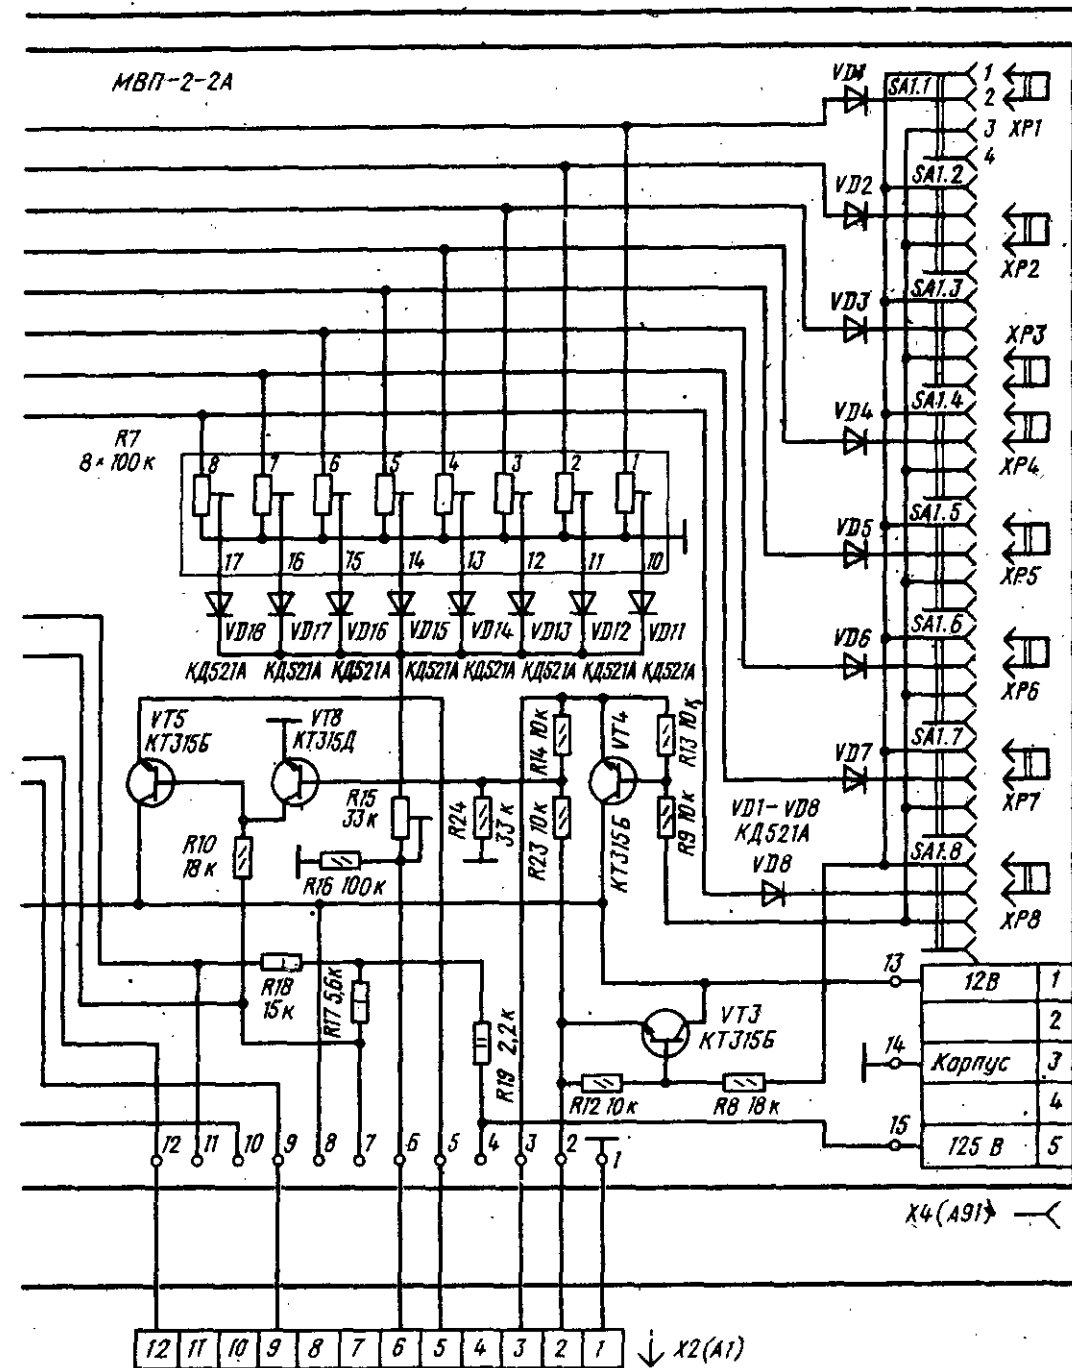 МВП-2-2А
VD1
SA1.1
1
2
3 XP1
4
SA1.2
VD2
XP2
SA1.3
VD3
XP3
SA1.4
VD4
XP4
R7
8×100к
8 7 6 5 4 3 2 1
17 16 15 14 13 12 11 10
SA1.5
VD5
XP5
VD18 VD17 VD16 VD15 VD14 VD13 VD12 VD11
КД521А КД521А КД521А КД521А КД521А КД521А КД521А КД521А
SA1.6
VD6
XP6
VT5
КТ315Б
VT8
КТ315Д
R14 10к
VT4
КТ315Б
R13 10к
SA1.7
VD7
XP7
R15
33к
R24
33к
R23 10к
R9 10к
VD1-VD8
КД521А
R10
18к
R16 100к
VD8
SA1.8
XP8
R18
15к
R17 5,6к
R19 2,2к
VT3
КТ315Б
R12 10к
R8 18к
13
12В 1
2
14
Корпус 3
4
15
125 В 5
12 11 10 9 8 7 6 5 4 3 2 1
Х4(А91)
12 11 10 9 8 7 6 5 4 3 2 1
Х2(А1)